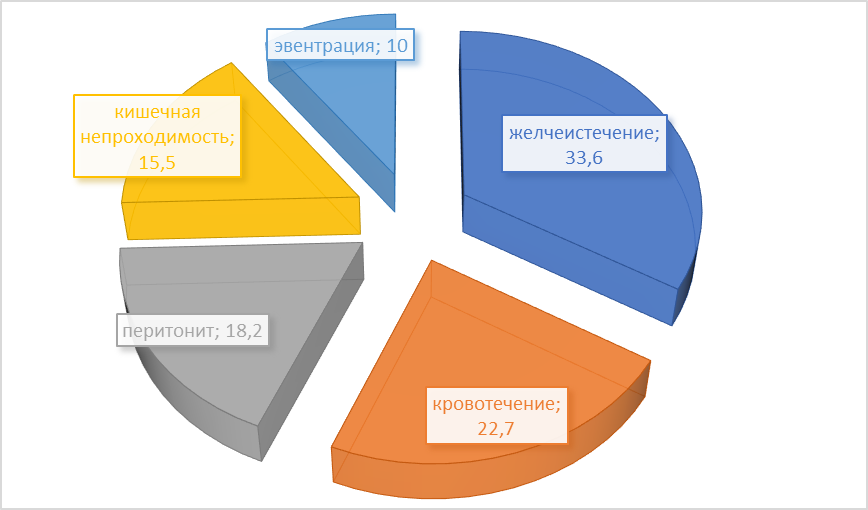 эвентрация; 10
желчеистечение;
33,6
кишечная
непроходимость;
15,5
перитонит; 18,2
кровотечение;
22,7